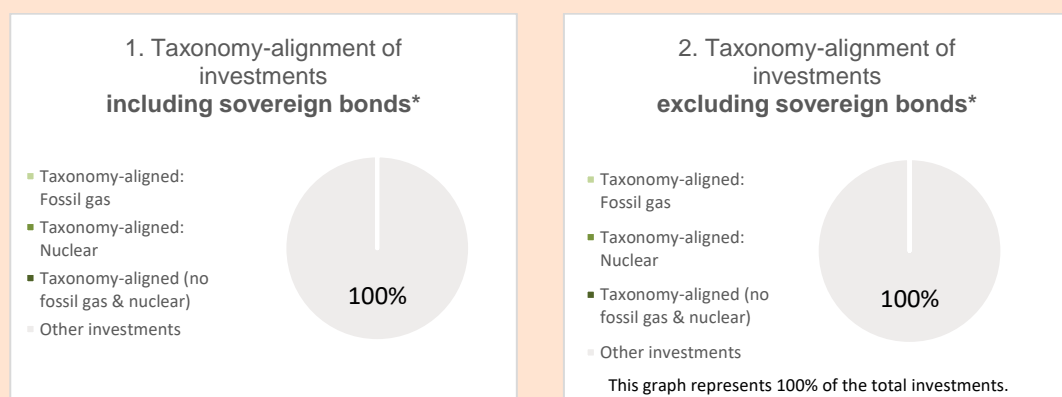 1. Taxonomy-alignment of
investments
including sovereign bonds*
Taxonomy-aligned:
Fossil gas
Taxonomy-aligned:
Nuclear
Taxonomy-aligned (no
fossil gas & nuclear)
Other investments
100%
2. Taxonomy-alignment of
investments
excluding sovereign bonds*
Taxonomy-aligned:
Fossil gas
Taxonomy-aligned:
Nuclear
Taxonomy-aligned (no
fossil gas & nuclear)
Other investments
100%
This graph represents 100% of the total investments.